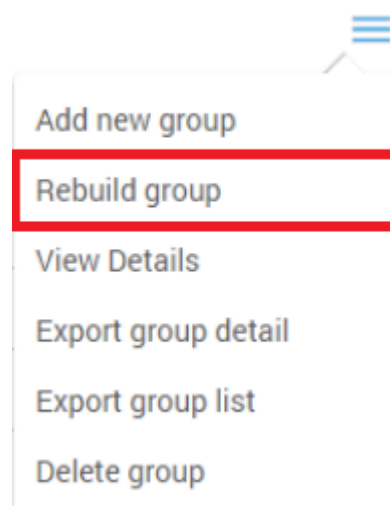 Add new group
Rebuild group
View Details
Export group detail
Export group list
Delete group